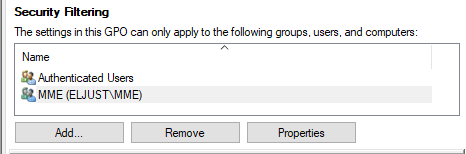 Security Filtering
The settings in this GPO can only apply to the following groups, users, and computers:
Name
Authenticated Users
MME (ELJUST\MME)
Add...
Remove
Properties